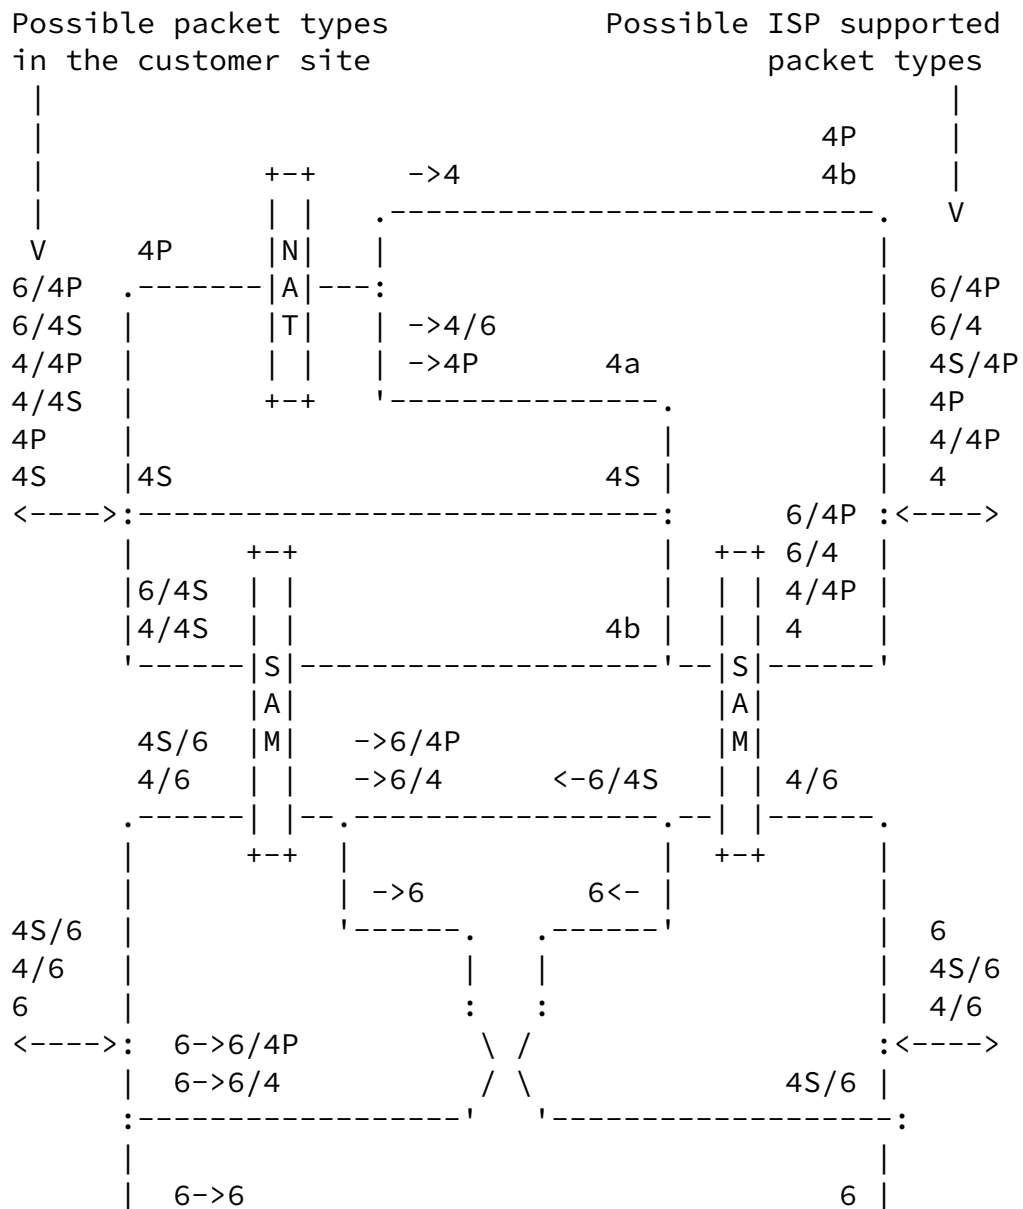 Possible packet types            Possible ISP supported
in the customer site                      packet types
  |                                                   |
  |                                            4P     |
  |            +-+     ->4                     4b     |
  |            | |    .---------------------------.   V
  V     4P     |N|    |                           |
6/4P   .-------|A|---:                            |  6/4P
6/4S   |       |T|    | ->4/6                     |  6/4
4/4P   |       | |    | ->4P          4a          |  4S/4P
4/4S   |       +-+    '---------------.           |  4P
4P     |                              |           |  4/4P
4S     |4S                        4S  |           |  4
<---->:------------------------------:      6/4P :<---->
       |      +-+                     |  +-+ 6/4  |
       |6/4S  | |                     |  | | 4/4P |
       |4/4S  | |                 4b  |  | | 4    |
       '------|S|--------------------'--|S|------'
              |A|                        |A|
       4S/6   |M|   ->6/4P               |M|
       4/6    | |   ->6/4      <-6/4S    | | 4/6
      .------| |--.-----------------.--| |------.
       |      +-+  |                 |   +-+      |
       |           | ->6         6<- |            |
4S/6   |           '------.   .------'            |  6
4/6    |                  |   |                   |  4S/6
6      |                  :   :                   |  4/6
<---->:  6->6/4P           \ /                   :<---->
       |  6->6/4           / \              4S/6 |
       :------------------'   '-------------------:
       |                                         |
       |  6->6                                 6 |